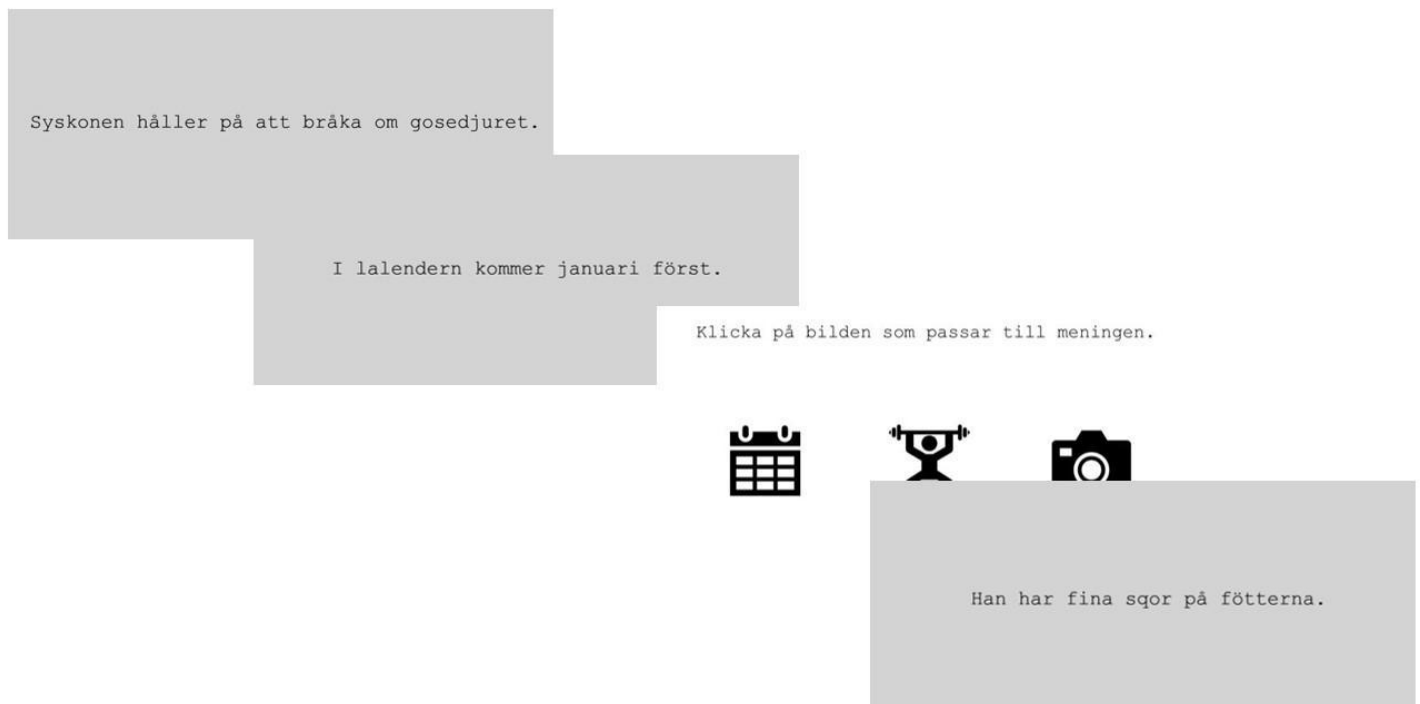 Syskonen håller på att bråka om gosedjuret.
I lalendern kommer januari först.
Klicka på bilden som passar till meningen.
Han har fina sqor på fötterna.